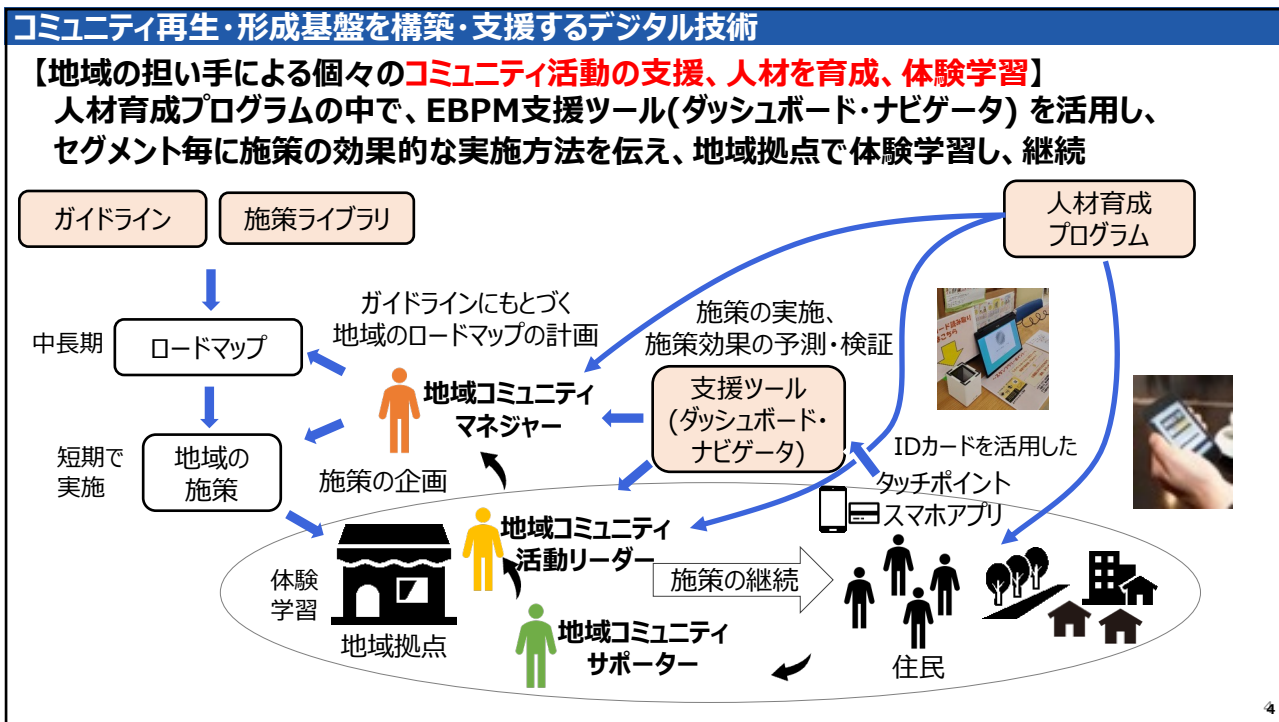 コミュニティ再生・形成基盤を構築・支援するデジタル技術
【地域の担い手による個々のコミュニティ活動の支援、人材を育成、体験学習】
人材育成プログラムの中で、EBPM支援ツール(ダッシュボード・ナビゲータ) を活用し、
セグメント毎に施策の効果的な実施方法を伝え、地域拠点で体験学習し、継続
ガイドライン
施策ライブラリ
人材育成
プログラム
ガイドラインにもとづく
地域のロードマップの計画
施策の実施、
施策効果の予測・検証
中長期
ロードマップ
地域コミュニティ
マネジャー
支援ツール
(ダッシュボード・
ナビゲータ)
短期で
実施
地域の
施策
施策の企画
IDカードを活用した
タッチポイント
スマホアプリ
地域コミュニティ
活動リーダー
施策の継続
体験
学習
地域拠点
地域コミュニティ
サポーター
住民
4